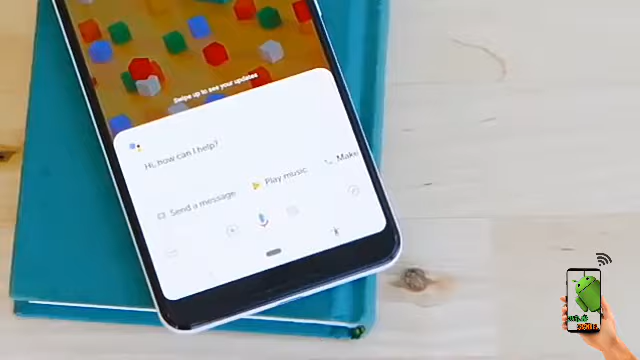 Swipe up to see your updates
Hi, how can I help?
Send a message
Play music
Make